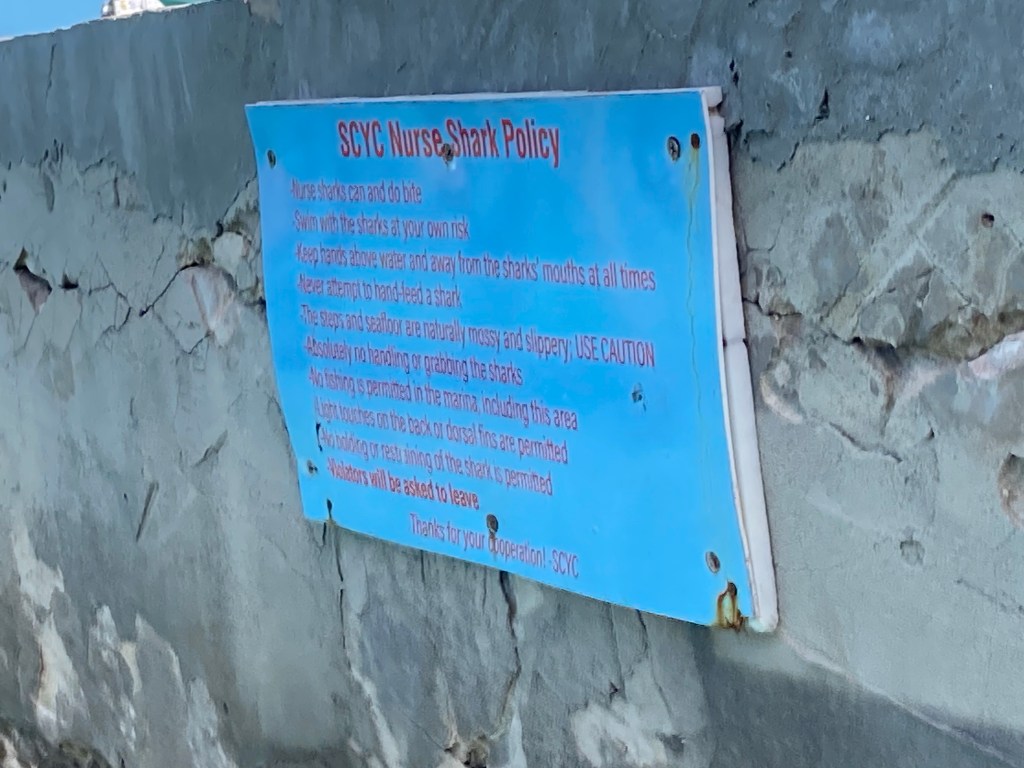 SCYC Nurse Shark Policy
-Nurse sharks can and do bite
-Swim with the sharks at your own risk
-Keep hands above water and away from the sharks' mouths at all times
-Never attempt to hand-feed a shark
-The steps and seafloor are naturally mossy and slippery, USE CAUTION
-Absolutely no handling or grabbing the sharks
-No fishing is permitted in the marina, including this area
-Light touches on the back or dorsal fins are permitted
-No holding or restraining of the shark is permitted
-Violators will be asked to leave
Thanks for your cooperation! -SCYC